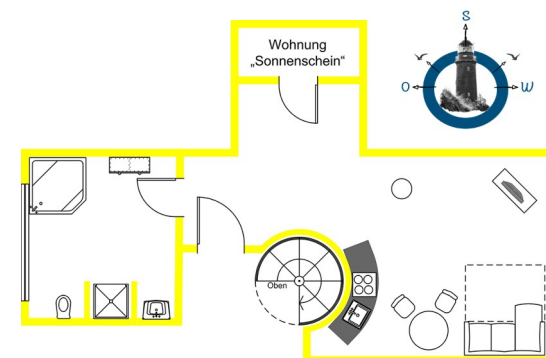 S
Wohnung
„Sonnenschein“
O
W
Oben